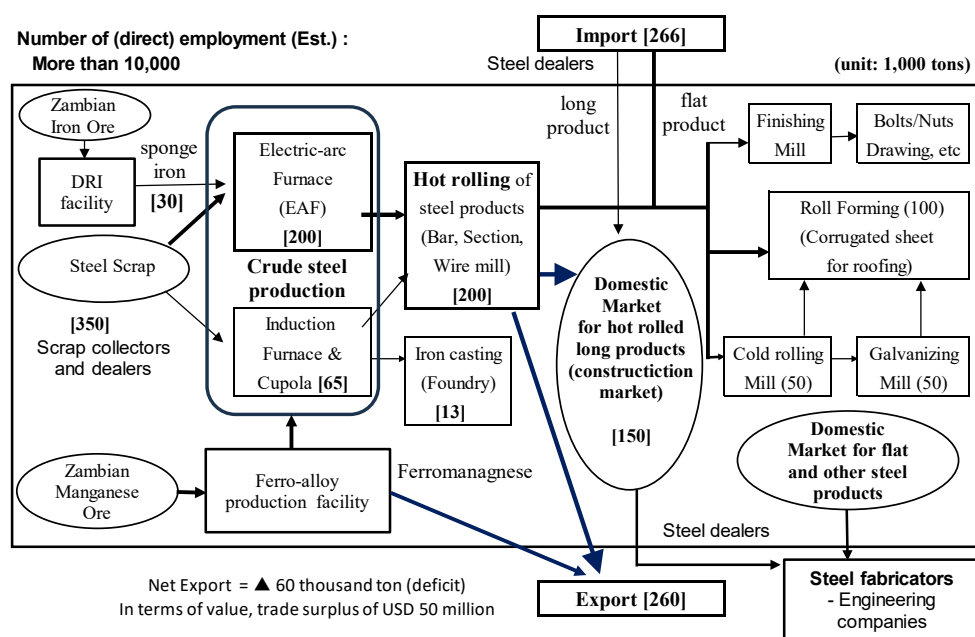 Number of (direct) employment (Est.) :
More than 10,000
Import [266]
Steel dealers
(unit: 1,000 tons)
Zambian
Iron Ore
DRI
facility
sponge
iron
[30]
Steel Scrap
[350]
Scrap collectors
and dealers
Electric-arc
Furnace
(EAF)
[200]
Crude steel
production
Induction
Furnace &
Cupola [65]
Hot rolling of
steel products
(Bar, Section,
Wire mill)
[200]
Iron casting
(Foundry)
[13]
long
product
flat
product
Finishing
Mill
Bolts/Nuts
Drawing, etc
Roll Forming (100)
(Corrugated sheet
for roofing)
Cold rolling
Mill (50)
Galvanizing
Mill (50)
Domestic
Market
for hot rolled
long products
(constructiction
market)
[150]
Domestic
Market for flat
and other steel
products
Zambian
Manganese
Ore
Ferro-alloy
production facility
Ferromanagnese
Steel dealers
Net Export = ▲ 60 thousand ton (deficit)
In terms of value, trade surplus of USD 50 million
Export [260]
Steel fabricators
- Engineering
companies